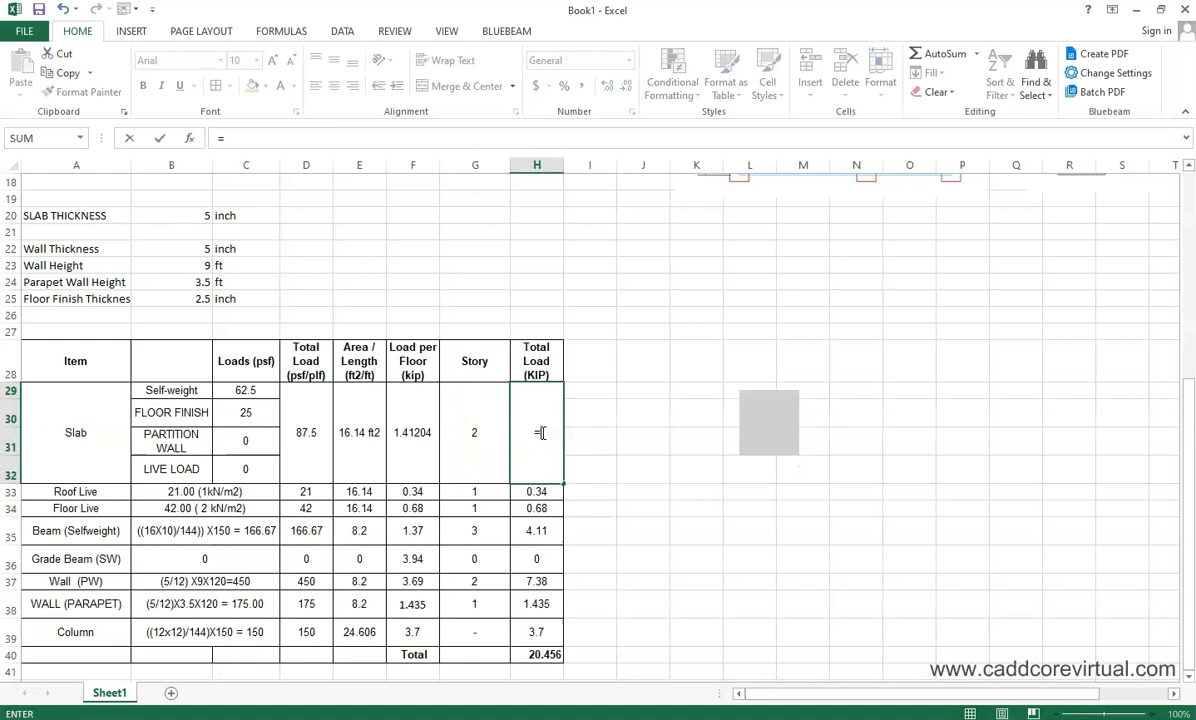 Book1 - Excel
Sign in
FILE HOME INSERT PAGE LAYOUT FORMULAS DATA REVIEW VIEW BLUEBEAM
Paste Cut Copy Format Painter
Arial 10
B I U
Wrap Text
Merge & Center
General
$ % ,
Conditional Formatting Format as Table Cell Styles
Insert Delete Format
AutoSum Fill Clear
Sort & Filter Find & Select
Create PDF Change Settings Batch PDF
Clipboard Font Alignment Number Styles Cells Editing Bluebeam
SUM fx =
A B C D E F G H I J K L M N O P Q R S T
18
19
20 SLAB THICKNESS 5 inch
21
22 Wall Thickness 5 inch
23 Wall Height 9 ft
24 Parapet Wall Height 3.5 ft
25 Floor Finish Thicknes 2.5 inch
26
27
28 Item Loads (psf) Total Load (psf/plf) Area / Length (ft2/ft) Load per Floor (kip) Story Total Load (KIP)
29 Self-weight 62.5
30 FLOOR FINISH 25
Slab 87.5 16.14 ft2 1.41204 2 =
31 PARTITION WALL 0
32 LIVE LOAD 0
33 Roof Live 21.00 (1kN/m2) 21 16.14 0.34 1 0.34
34 Floor Live 42.00 ( 2 kN/m2) 42 16.14 0.68 1 0.68
35 Beam (Selfweight) ((16X10)/144)) X150 = 166.67 166.67 8.2 1.37 3 4.11
36 Grade Beam (SW) 0 0 0 3.94 0 0
37 Wall (PW) (5/12) X9X120=450 450 8.2 3.69 2 7.38
38 WALL (PARAPET) (5/12)X3.5X120 = 175.00 175 8.2 1.435 1 1.435
39 Column ((12x12)/144)X150 = 150 150 24.606 3.7 - 3.7
40 Total 20.456
41
www.caddcorevirtual.com
Sheet1
ENTER 100%